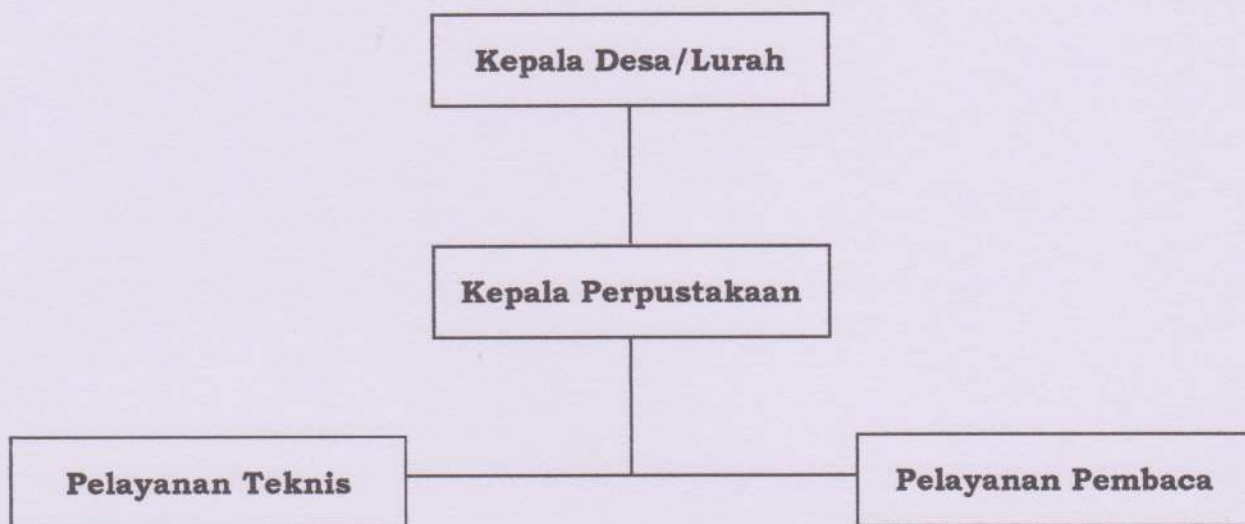 Kepala Desa/Lurah
Kepala Perpustakaan
Pelayanan Teknis
Pelayanan Pembaca